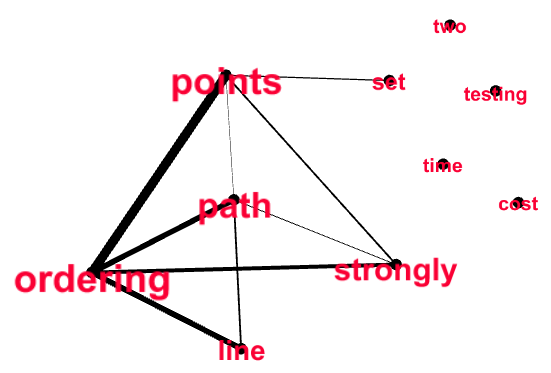 two
points
set
testing
time
path
cost
strongly
ordering
line